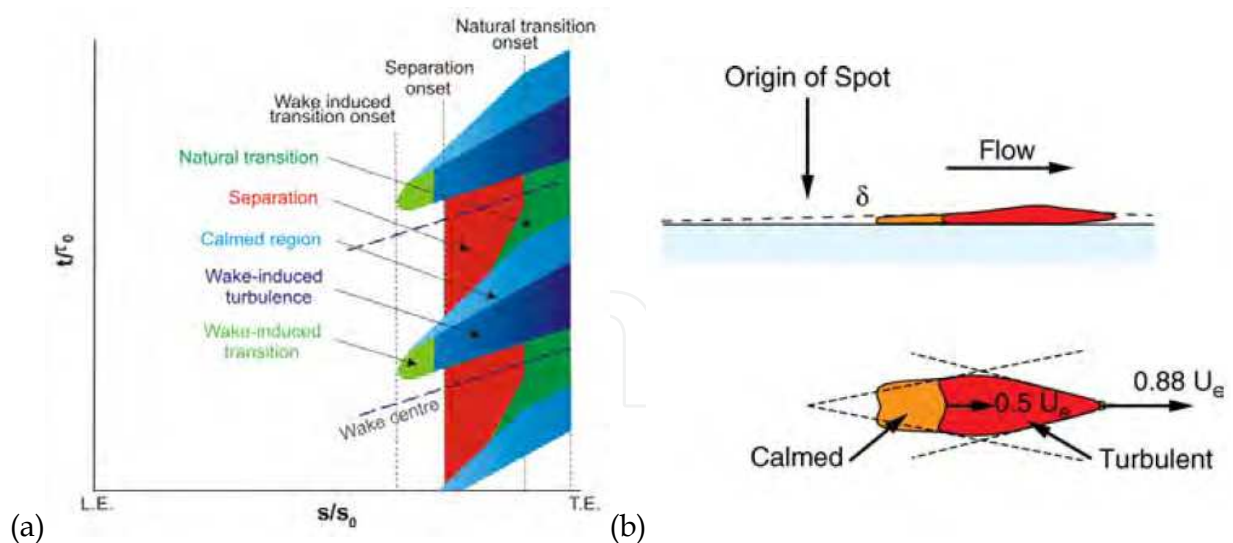 Natural transition
onset
Separation
onset
Wake induced
transition onset
Natural transition
Separation
Calmed region
Wake-induced
turbulence
Wake-induced
transition
Wake centre
t/τ₀
L.E.
s/s₀
T.E.
(a)
Origin of Spot
Flow
δ
0.88 Uₑ
0.5 Uₑ
Calmed
Turbulent
(b)